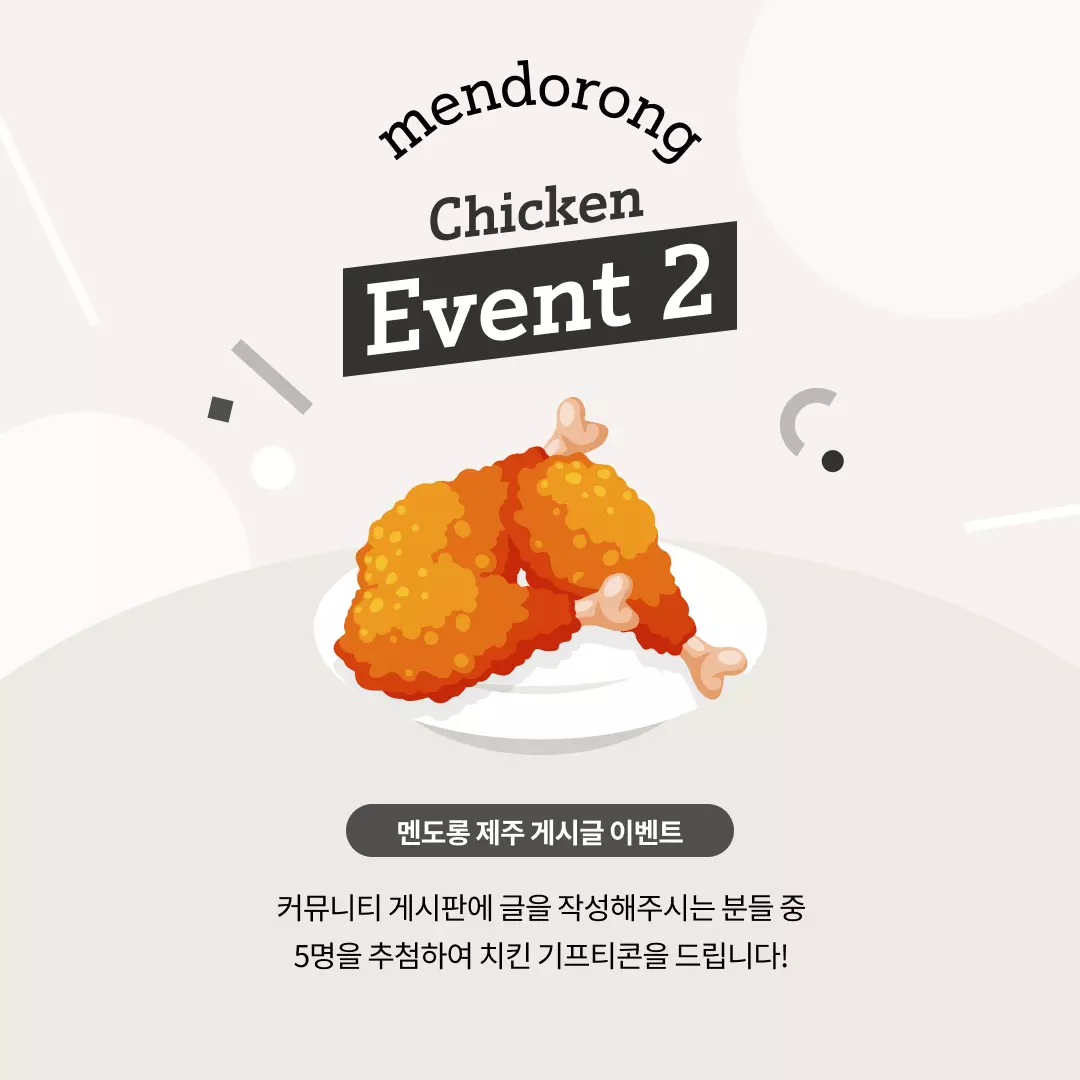 mendorong
Chicken
Event 2
멘도롱 제주 게시글 이벤트
커뮤니티 게시판에 글을 작성해주시는 분들 중
5명을 추첨하여 치킨 기프티콘을 드립니다!